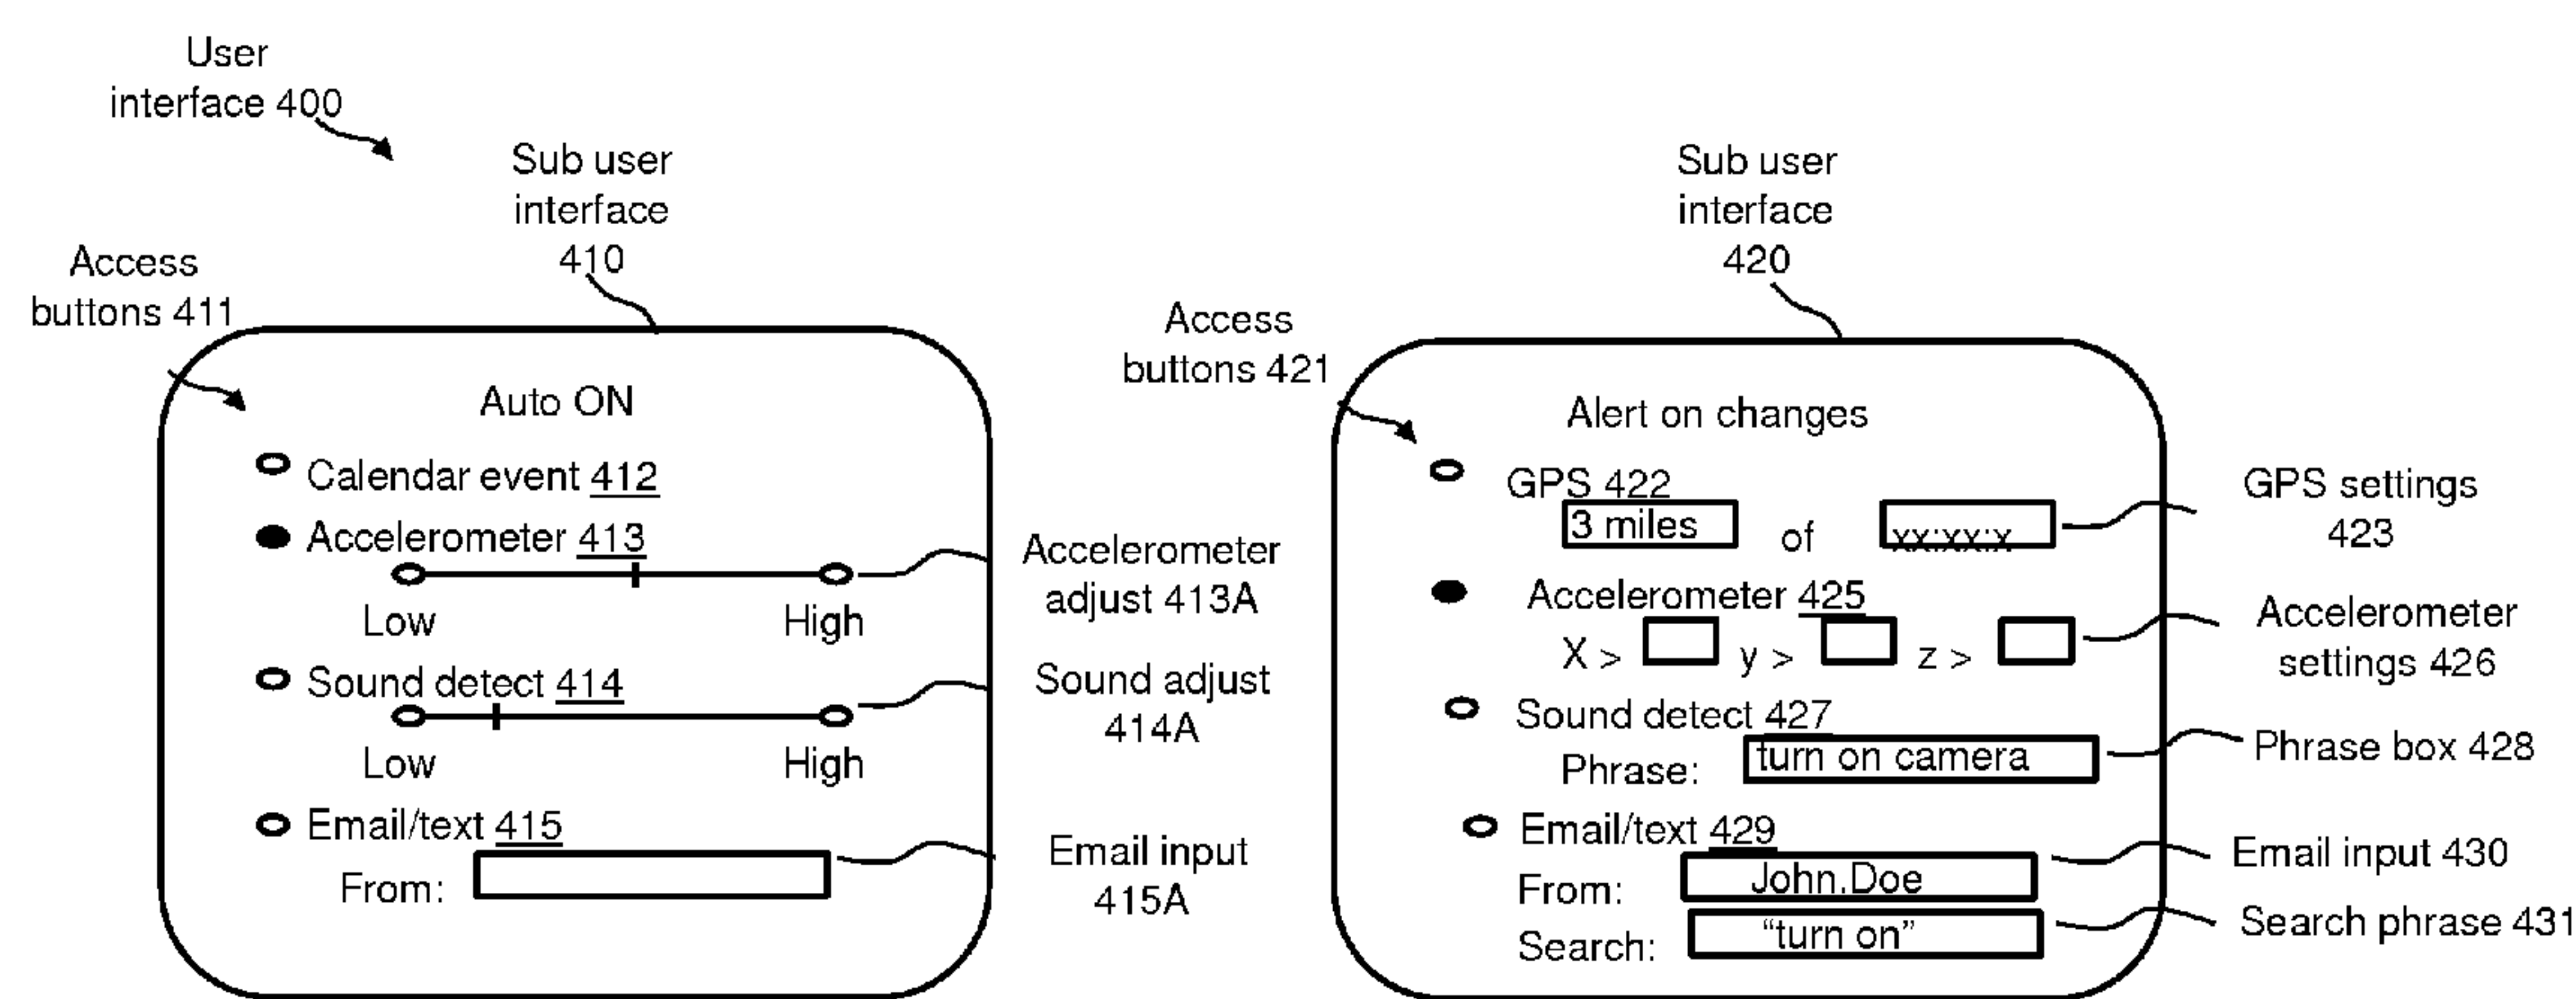 User
interface 400
Sub user
interface
410
Access
buttons 411
Auto ON
Calendar event 412
Accelerometer 413
Low High
Accelerometer
adjust 413A
Sound detect 414
Low High
Sound adjust
414A
Email/text 415
From:
Email input
415A
Sub user
interface
420
Access
buttons 421
Alert on changes
GPS 422
3 miles of xx:xx:x
GPS settings
423
Accelerometer 425
X > y > z >
Accelerometer
settings 426
Sound detect 427
Phrase: turn on camera
Phrase box 428
Email/text 429
From: John.Doe
Email input 430
Search: “turn on”
Search phrase 431